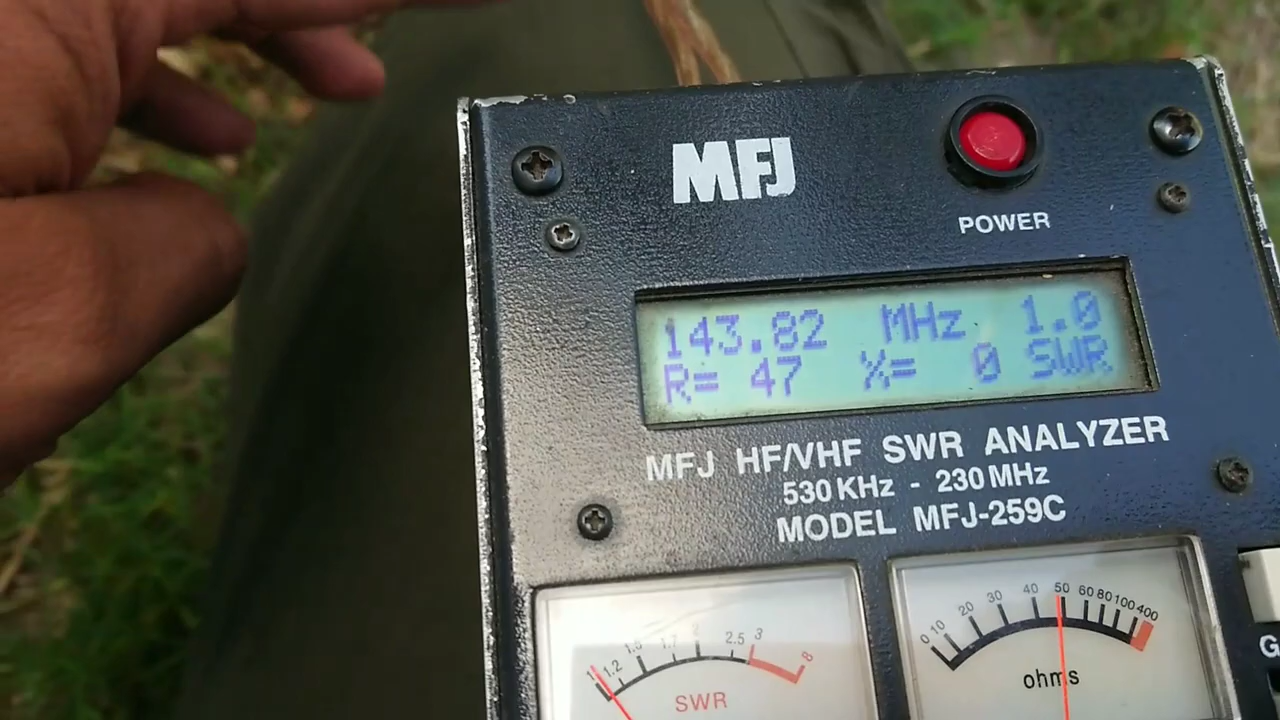 MFJ
POWER
143.82 MHz 1.0
R= 47 X= 0 SWR
MFJ HF/VHF SWR ANALYZER
530 KHz - 230 MHz
MODEL MFJ-259C
1 1.2 1.5 1.7 2 2.5 3 8
SWR
0 10 20 30 40 50 60 80 100 400
ohms
G